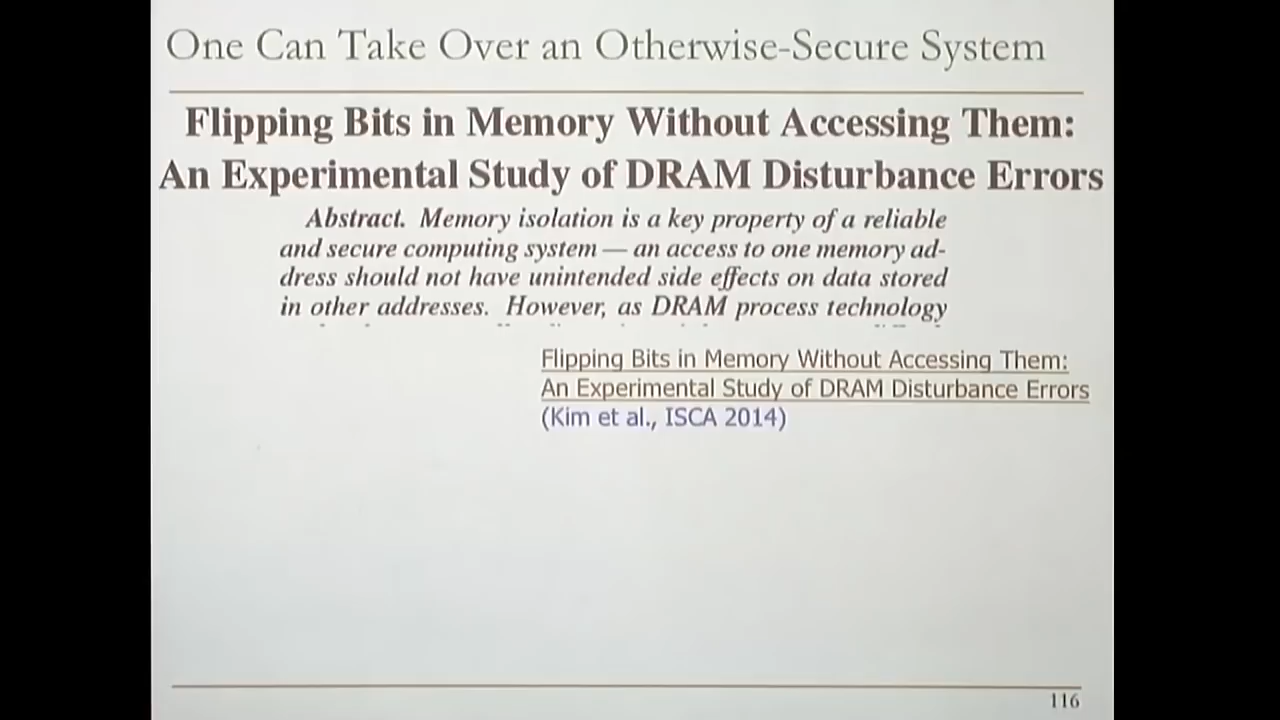 One Can Take Over an Otherwise-Secure System
Flipping Bits in Memory Without Accessing Them:
An Experimental Study of DRAM Disturbance Errors
Abstract. Memory isolation is a key property of a reliable
and secure computing system — an access to one memory ad-
dress should not have unintended side effects on data stored
in other addresses. However, as DRAM process technology
Flipping Bits in Memory Without Accessing Them:
An Experimental Study of DRAM Disturbance Errors
(Kim et al., ISCA 2014)
116